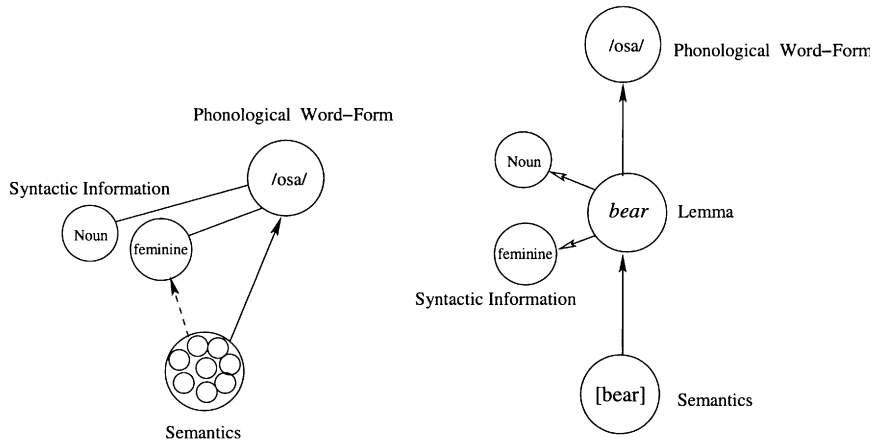 Phonological Word-Form
/osa/
Syntactic Information
Noun
feminine
Semantics
/osa/
Phonological Word-Form
Noun
bear
Lemma
feminine
Syntactic Information
[bear]
Semantics